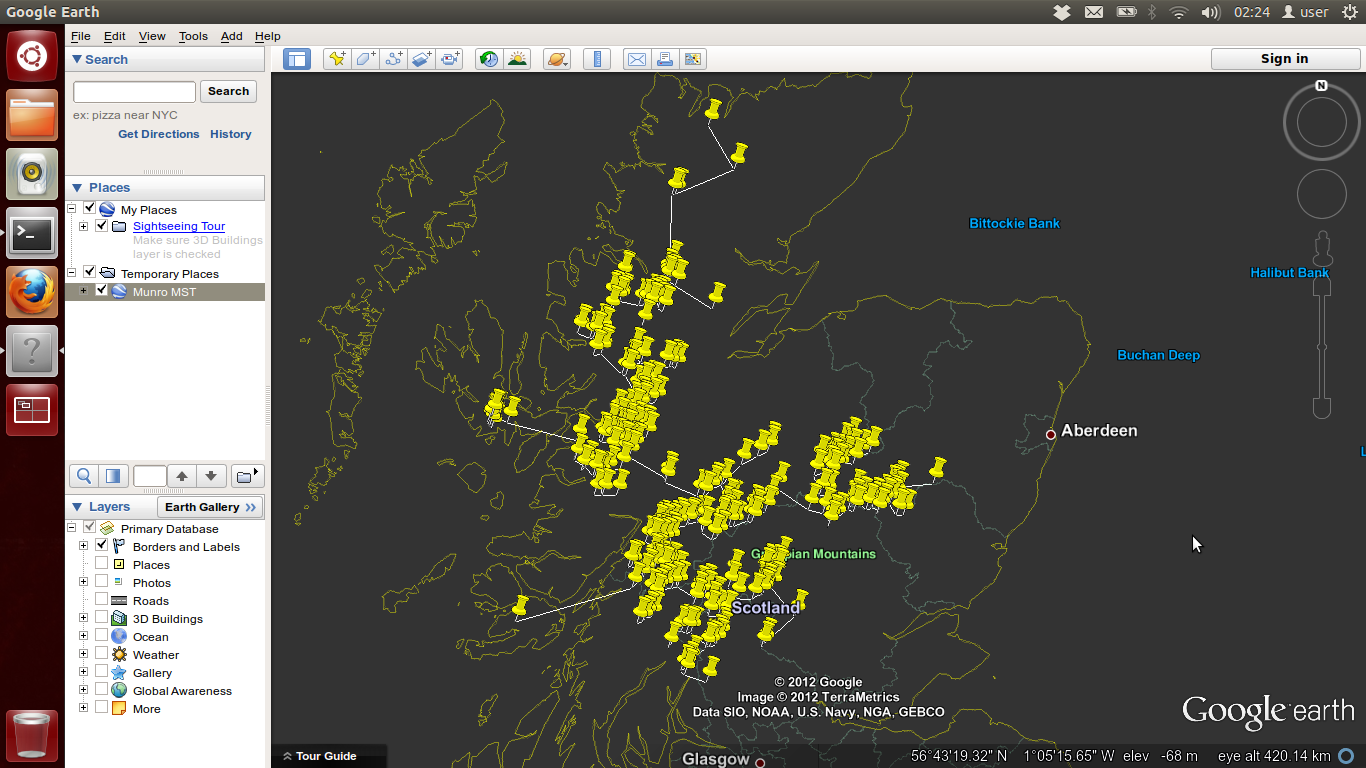 Google Earth
02:24
user
File Edit View Tools Add Help
Search
Search
ex: pizza near NYC
Get Directions History
Places
My Places
Sightseeing Tour
Make sure 3D Buildings
layer is checked
Temporary Places
Munro MST
Layers
Earth Gallery
Primary Database
Borders and Labels
Places
Photos
Roads
3D Buildings
Ocean
Weather
Gallery
Global Awareness
More
Sign in
N
Bittockie Bank
Halibut Bank
Buchan Deep
Aberdeen
Mountains
Scotland
© 2012 Google
Image © 2012 TerraMetrics
Data SIO, NOAA, U.S. Navy, NGA, GEBCO
Google earth
Tour Guide
Glasgow
56°43'19.32" N 1°05'15.65" W elev -68 m eye alt 420.14 km